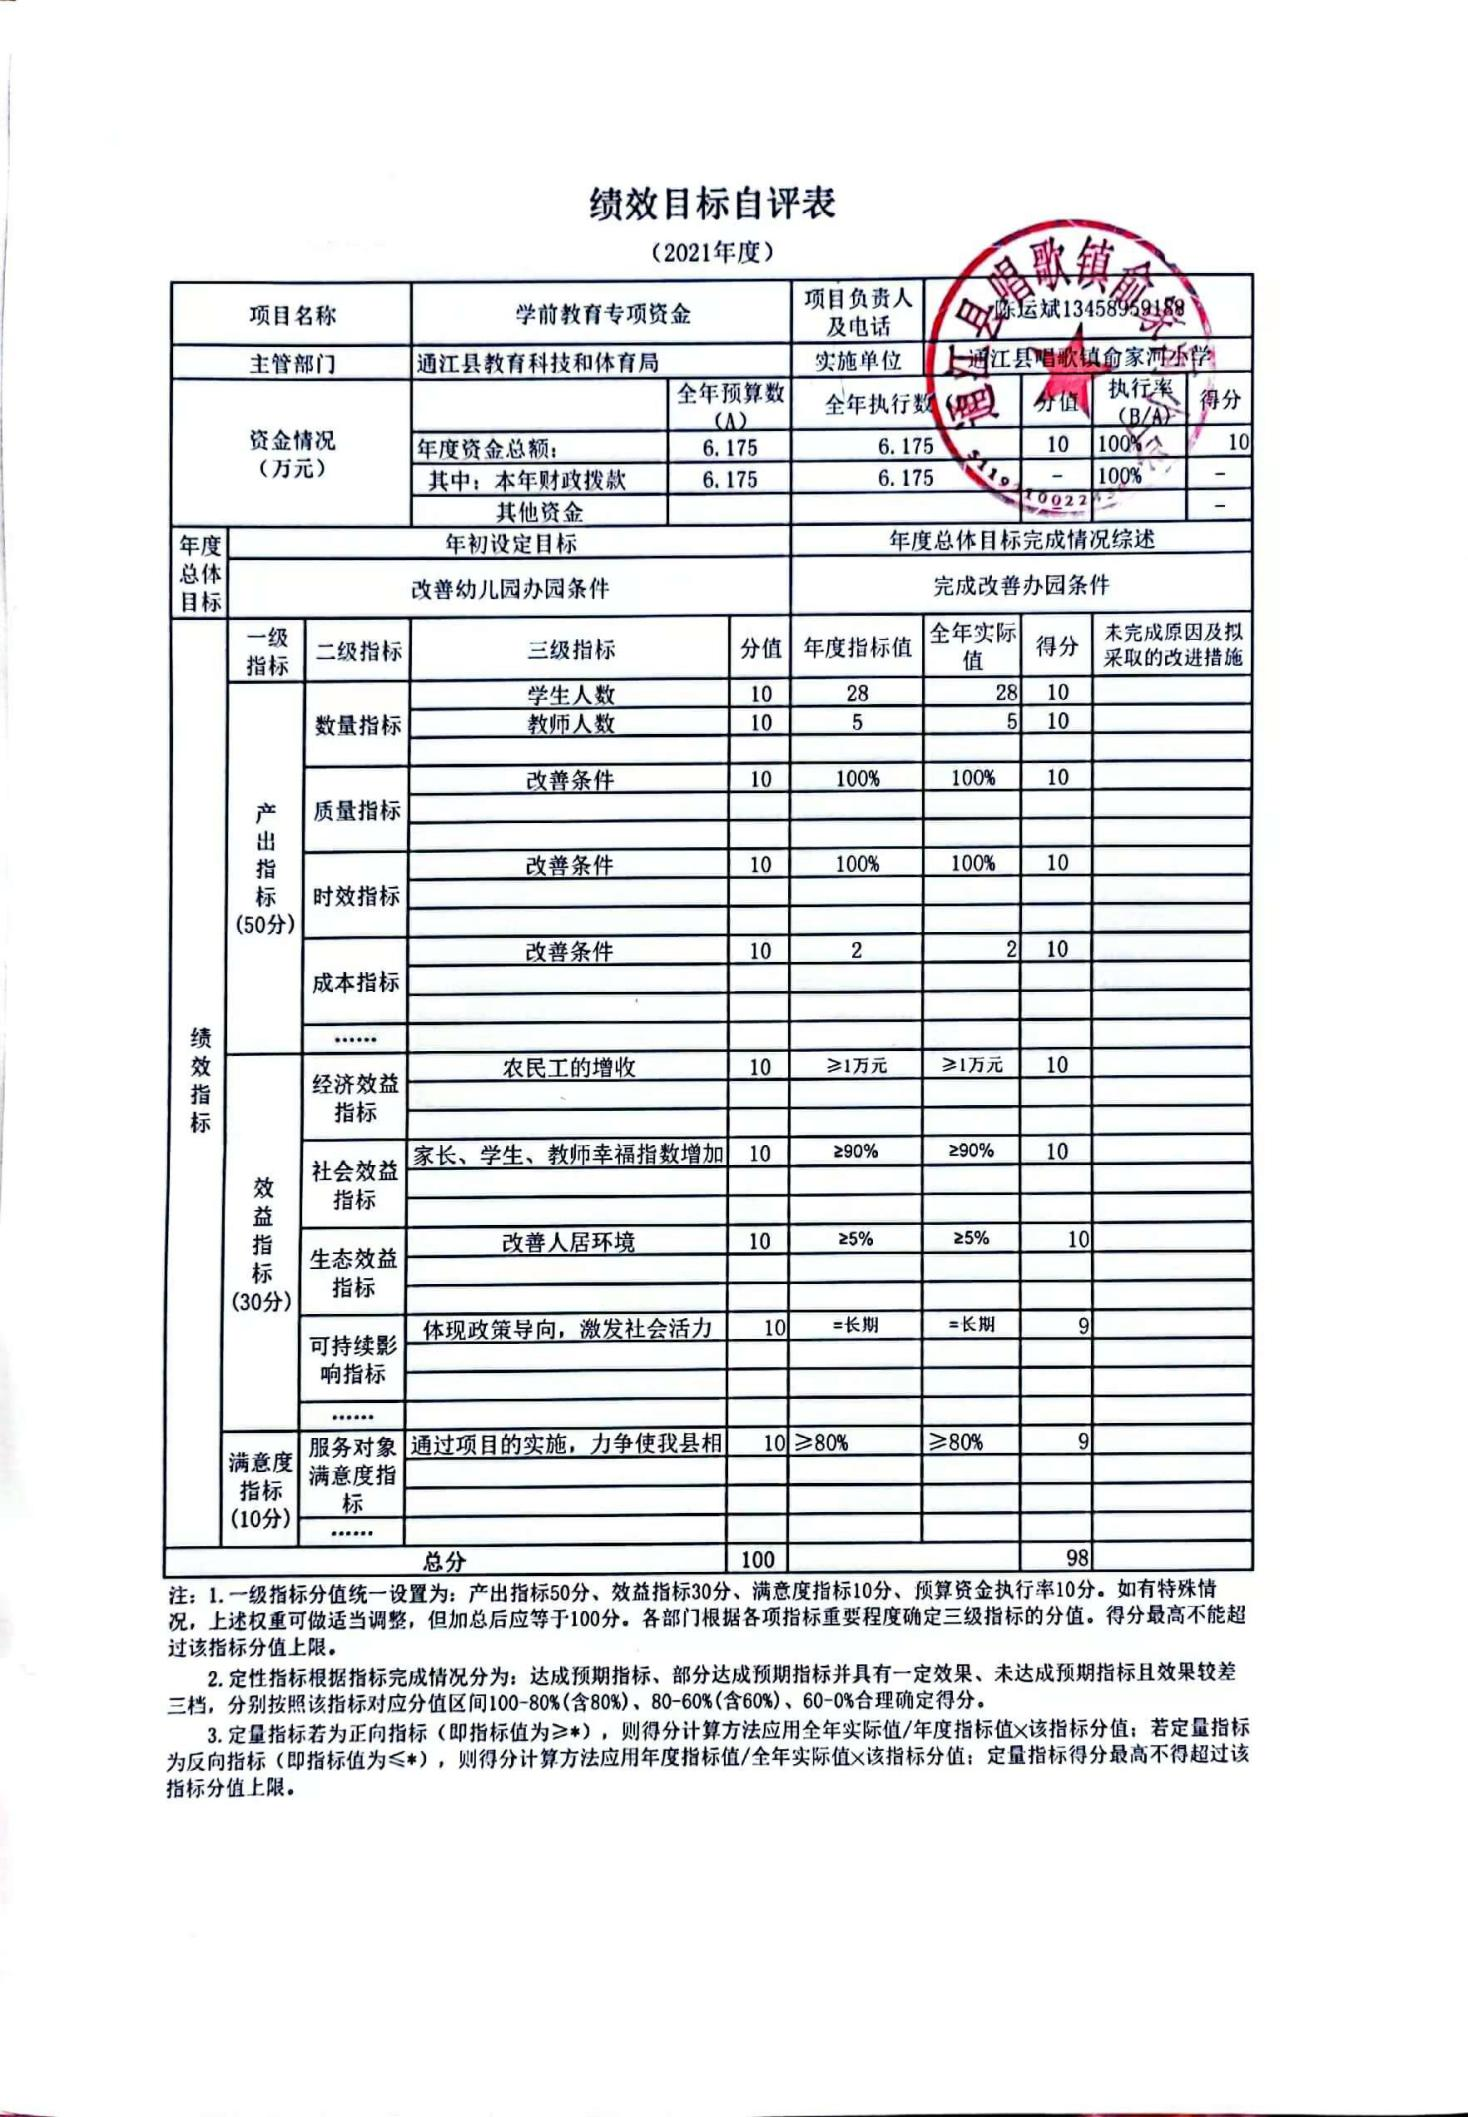 绩效目标自评表
（2021年度）
项目名称 学前教育专项资金 项目负责人及电话 陈运斌13458959188
主管部门 通江县教育科技和体育局 实施单位 通江县唱歌镇俞家河小学
资金情况（万元） 全年预算数（A） 全年执行数 分值 执行率（B/A） 得分
年度资金总额： 6.175 6.175 10 100% 10
其中：本年财政拨款 6.175 6.175 - 100% -
其他资金 -
年度总体目标 年初设定目标 年度总体目标完成情况综述
改善幼儿园办园条件 完成改善办园条件
绩效指标 一级指标 二级指标 三级指标 分值 年度指标值 全年实际值 得分 未完成原因及拟采取的改进措施
产出指标(50分) 数量指标 学生人数 10 28 28 10
教师人数 10 5 5 10
质量指标 改善条件 10 100% 100% 10
时效指标 改善条件 10 100% 100% 10
成本指标 改善条件 10 2 2 10
……
效益指标(30分) 经济效益指标 农民工的增收 10 ≥1万元 ≥1万元 10
社会效益指标 家长、学生、教师幸福指数增加 10 ≥90% ≥90% 10
生态效益指标 改善人居环境 10 ≥5% ≥5% 10
可持续影响指标 体现政策导向，激发社会活力 10 =长期 =长期 9
……
满意度指标(10分) 服务对象满意度指标 通过项目的实施，力争使我县相 10 ≥80% ≥80% 9
……
总分 100 98
注：1.一级指标分值统一设置为：产出指标50分、效益指标30分、满意度指标10分、预算资金执行率10分。如有特殊情
况，上述权重可做适当调整，但加总后应等于100分。各部门根据各项指标重要程度确定三级指标的分值。得分最高不能超
过该指标分值上限。
2.定性指标根据指标完成情况分为：达成预期指标、部分达成预期指标并具有一定效果、未达成预期指标且效果较差
三档，分别按照该指标对应分值区间100-80%(含80%)、80-60%(含60%)、60-0%合理确定得分。
3.定量指标若为正向指标（即指标值为≥*），则得分计算方法应用全年实际值/年度指标值×该指标分值；若定量指标
为反向指标（即指标值为≤*），则得分计算方法应用年度指标值/全年实际值×该指标分值；定量指标得分最高不得超过该
指标分值上限。
通江县唱歌镇俞家